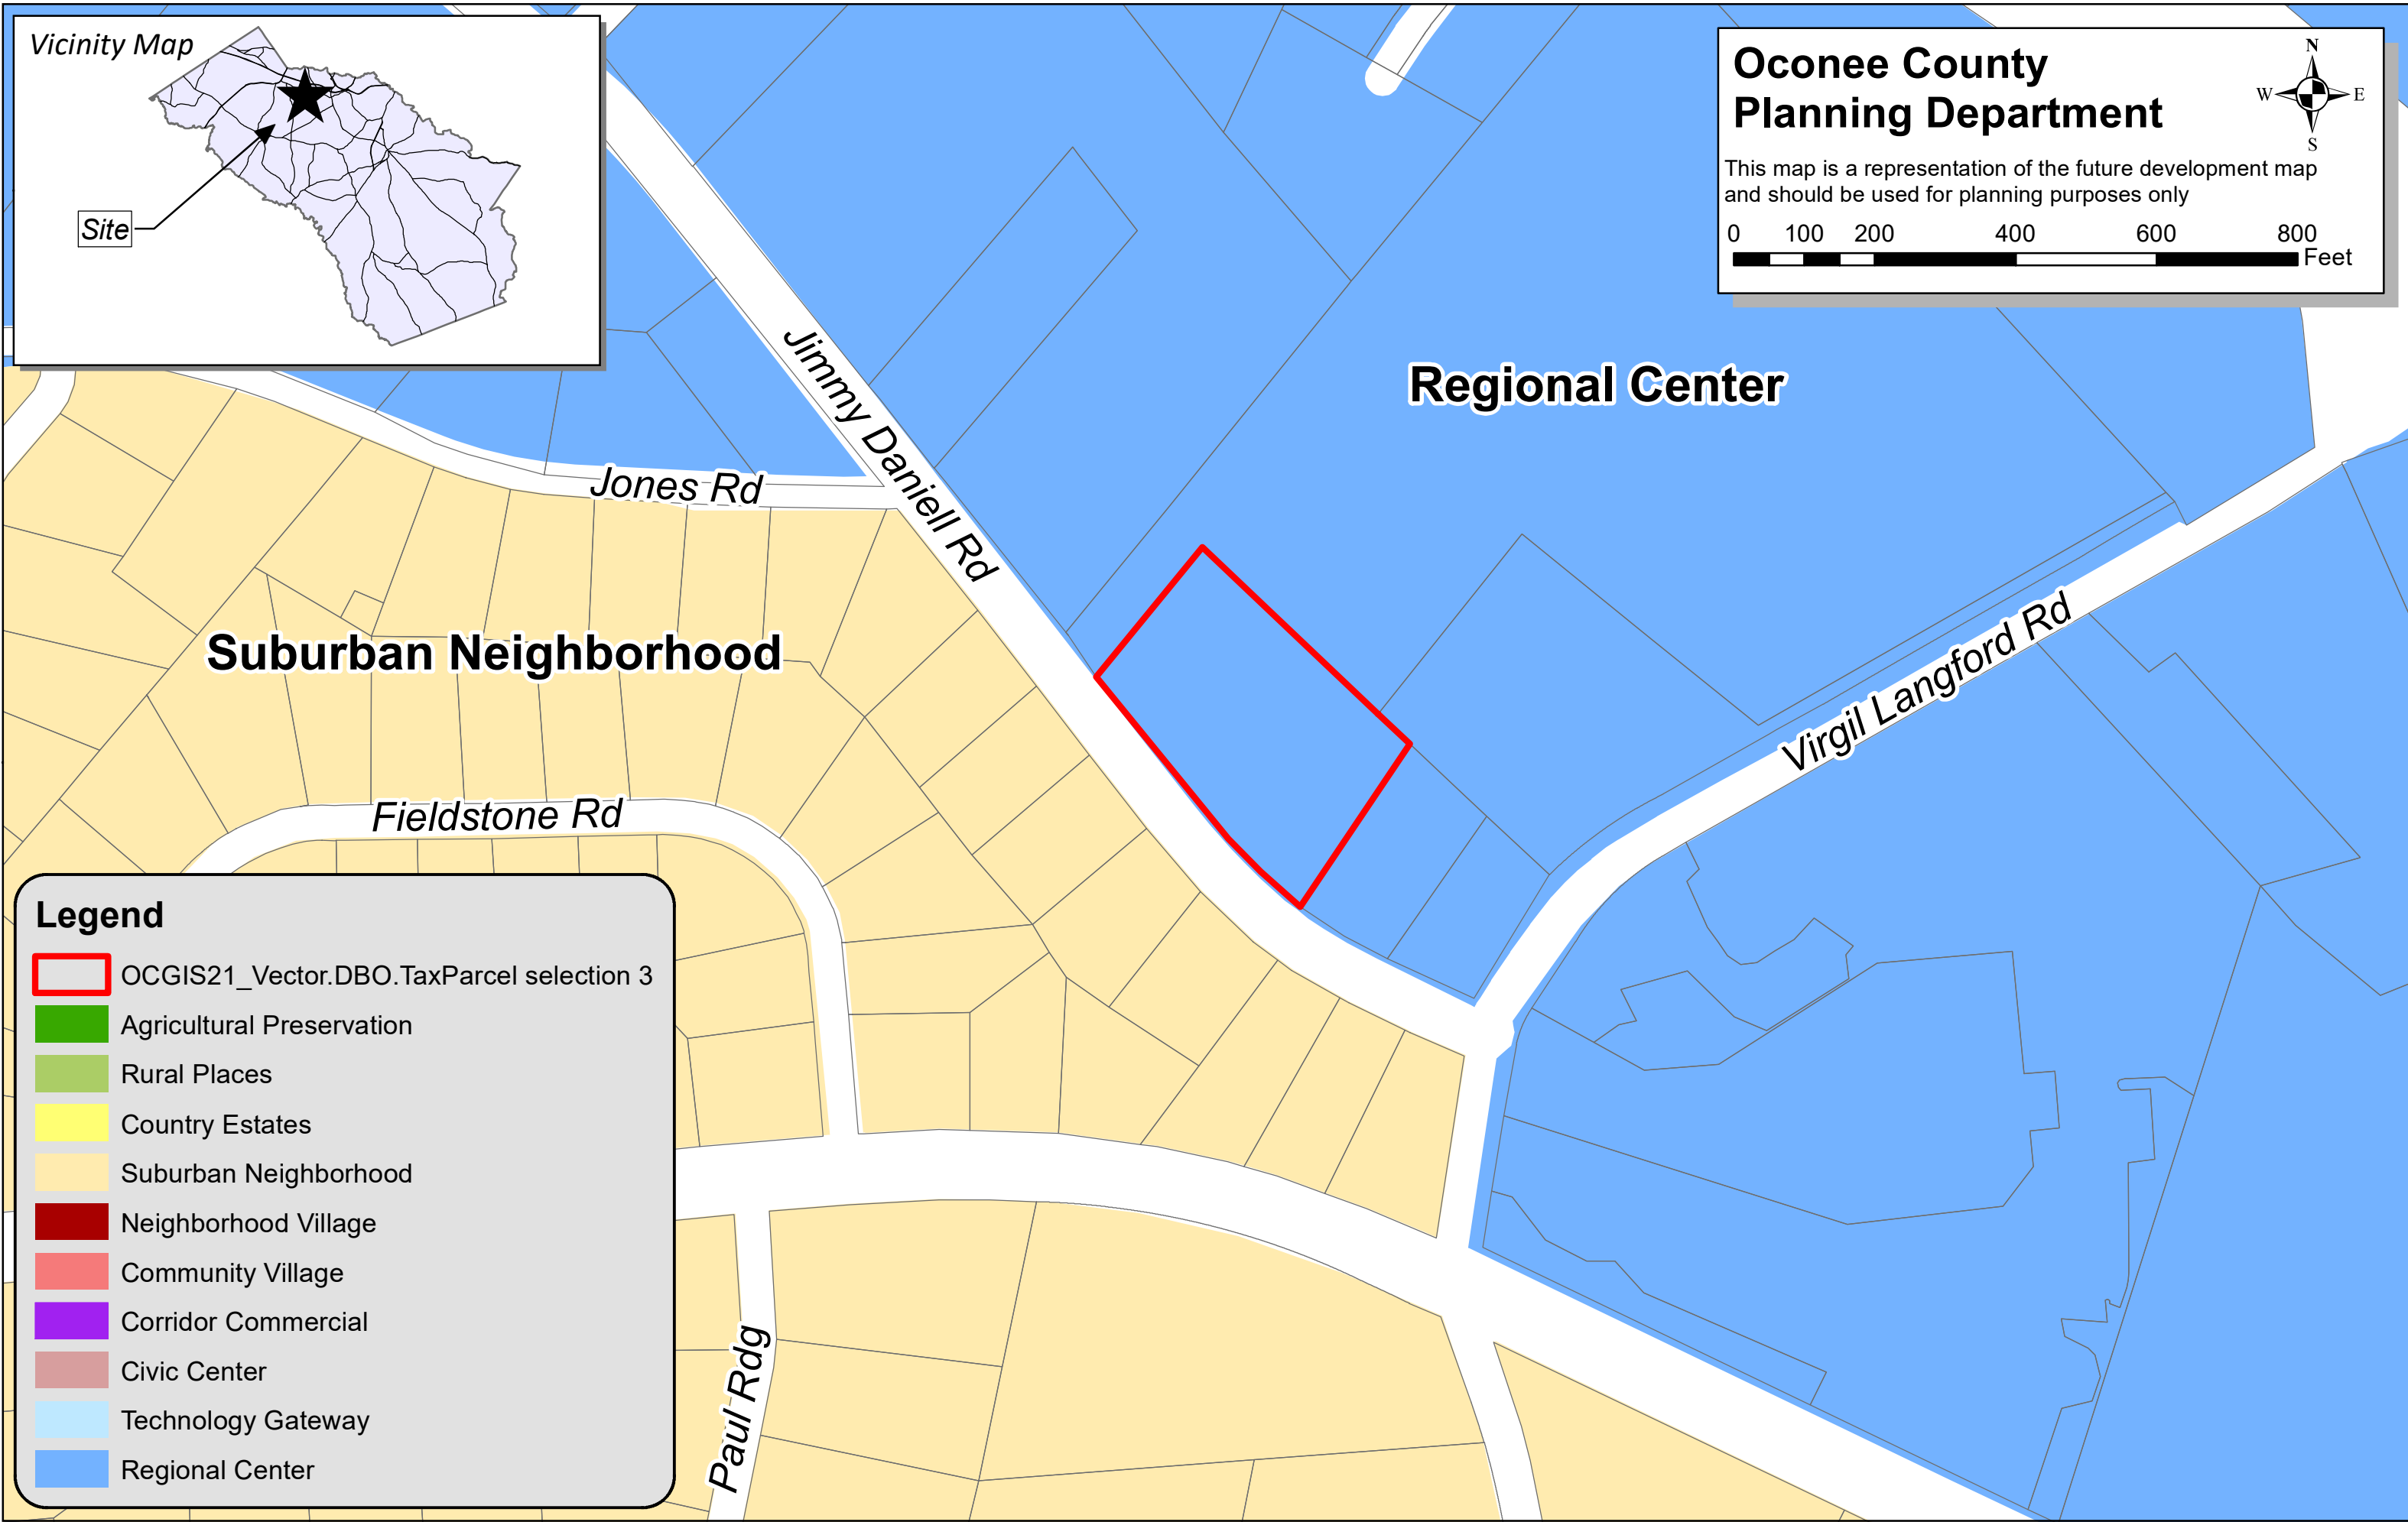 Vicinity Map
Site
Oconee County
Planning Department
N
W
E
S
This map is a representation of the future development map
and should be used for planning purposes only
0 100 200 400 600 800
Feet
Regional Center
Jimmy Daniell Rd
Jones Rd
Suburban Neighborhood
Virgil Langford Rd
Fieldstone Rd
Paul Rdg
Legend
OCGIS21_Vector.DBO.TaxParcel selection 3
Agricultural Preservation
Rural Places
Country Estates
Suburban Neighborhood
Neighborhood Village
Community Village
Corridor Commercial
Civic Center
Technology Gateway
Regional Center